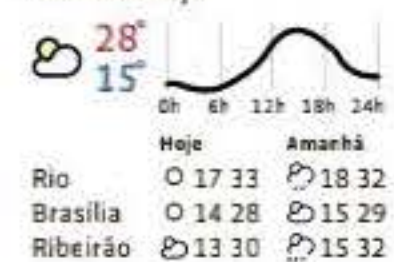 28°
15°
0h 6h 12h 18h 24h
Hoje Amanhã
Rio 17 33 18 32
Brasília 14 28 15 29
Ribeirão 13 30 15 32